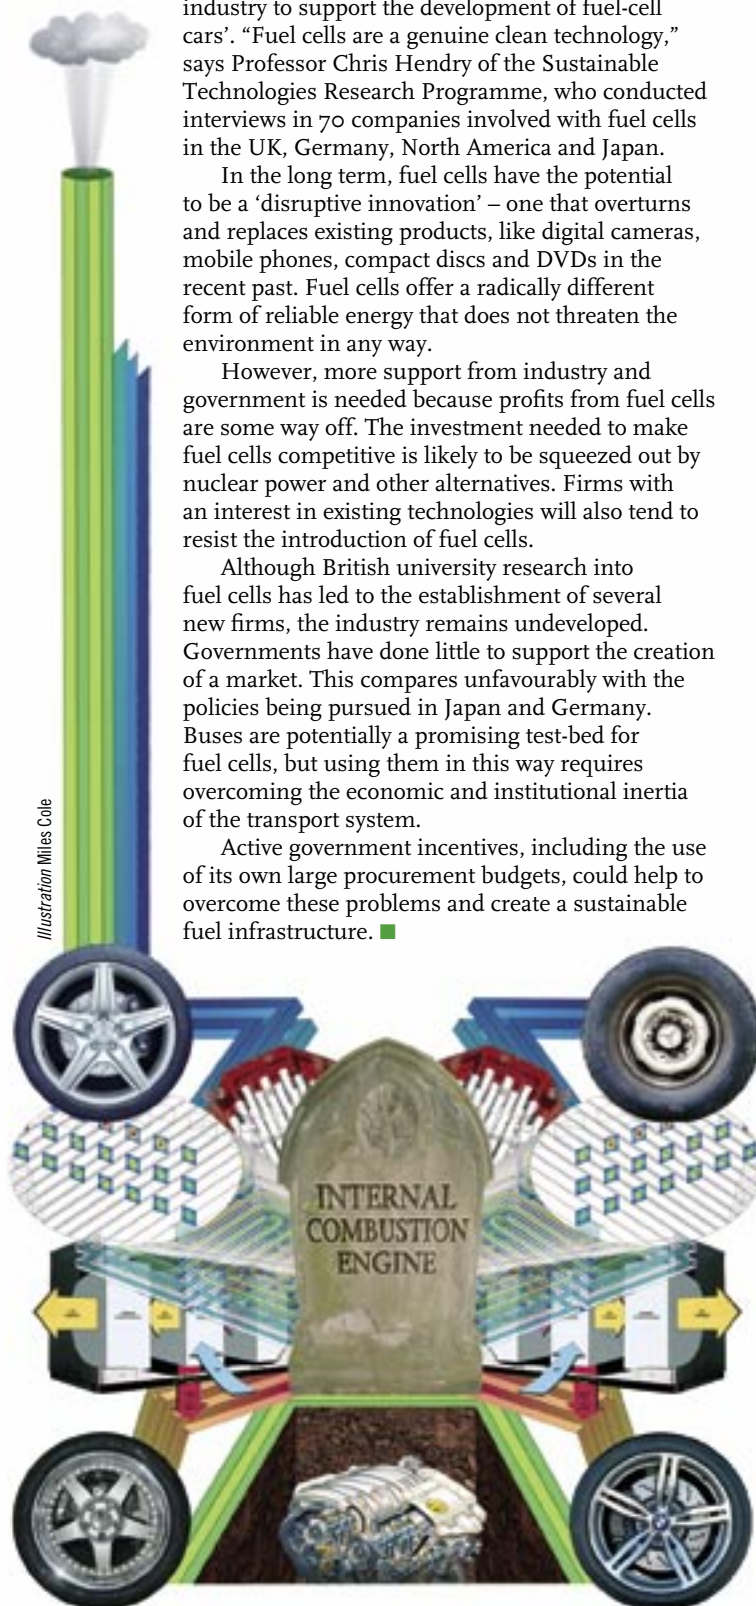 industry to support the development of fuel-cell
cars’. “Fuel cells are a genuine clean technology,”
says Professor Chris Hendry of the Sustainable
Technologies Research Programme, who conducted
interviews in 70 companies involved with fuel cells
in the UK, Germany, North America and Japan.
In the long term, fuel cells have the potential
to be a ‘disruptive innovation’ – one that overturns
and replaces existing products, like digital cameras,
mobile phones, compact discs and DVDs in the
recent past. Fuel cells offer a radically different
form of reliable energy that does not threaten the
environment in any way.
However, more support from industry and
government is needed because profits from fuel cells
are some way off. The investment needed to make
fuel cells competitive is likely to be squeezed out by
nuclear power and other alternatives. Firms with
an interest in existing technologies will also tend to
resist the introduction of fuel cells.
Although British university research into
fuel cells has led to the establishment of several
new firms, the industry remains undeveloped.
Governments have done little to support the creation
of a market. This compares unfavourably with the
policies being pursued in Japan and Germany.
Buses are potentially a promising test-bed for
fuel cells, but using them in this way requires
overcoming the economic and institutional inertia
of the transport system.
Active government incentives, including the use
of its own large procurement budgets, could help to
overcome these problems and create a sustainable
fuel infrastructure.
Illustration Miles Cole
INTERNAL
COMBUSTION
ENGINE